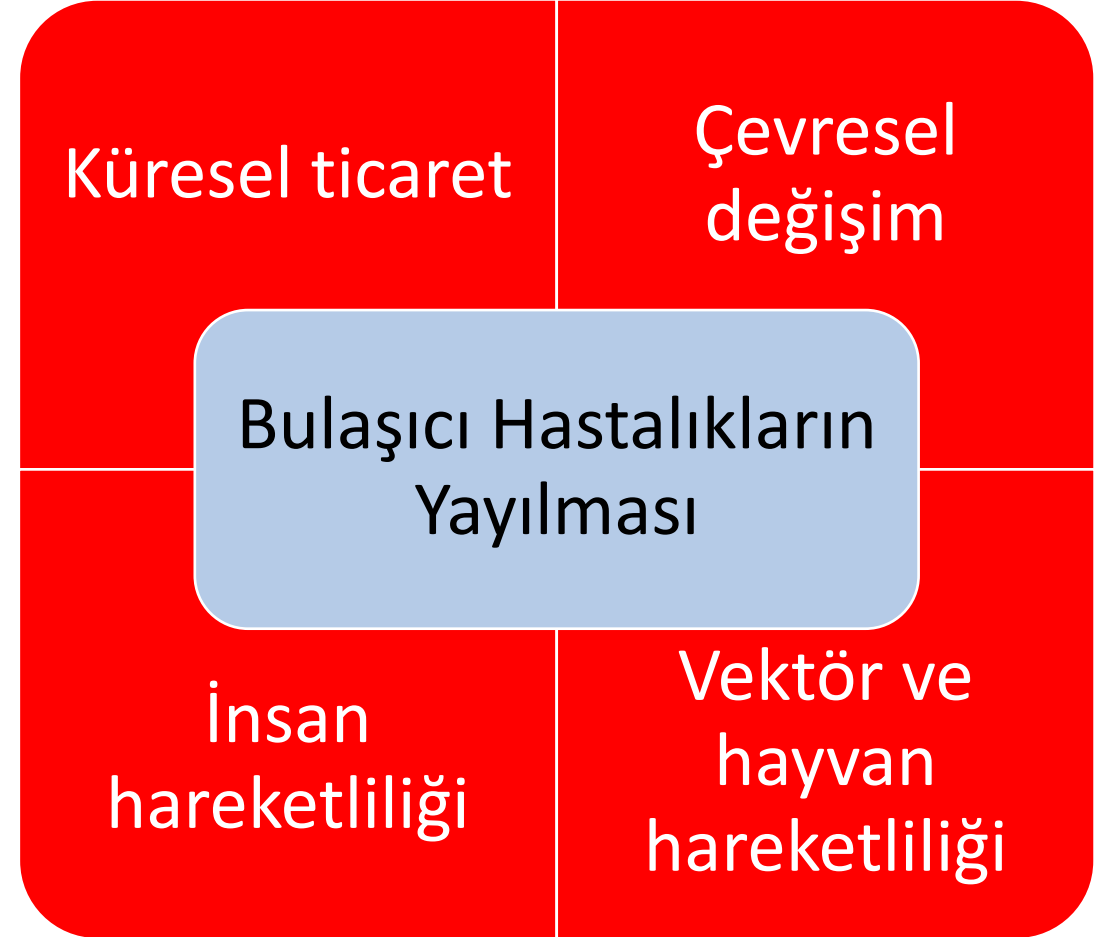 Küresel ticaret
Çevresel
değişim
Bulaşıcı Hastalıkların
Yayılması
İnsan
hareketliliği
Vektör ve
hayvan
hareketliliği